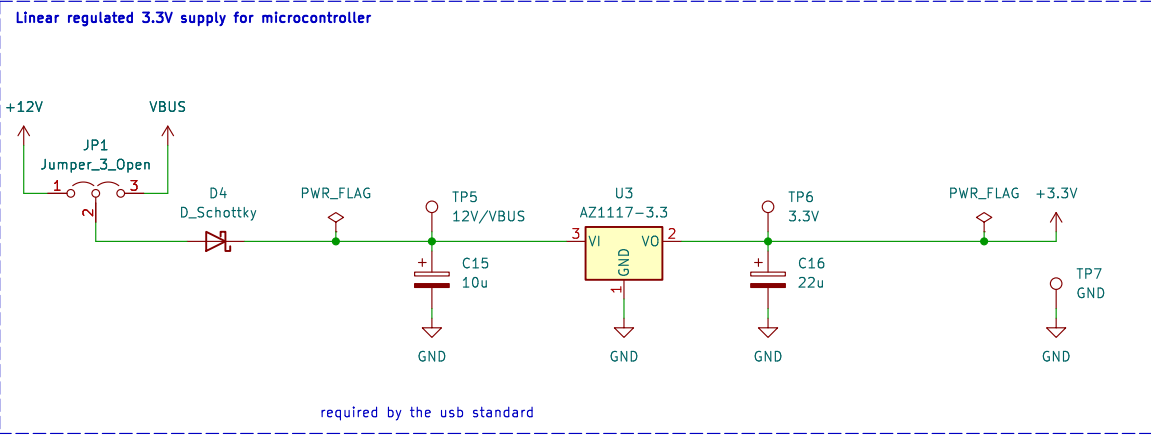 Linear regulated 3.3V supply for microcontroller
+12V
VBUS
JP1
Jumper_3_Open
1
3
2
D4
D_Schottky
PWR_FLAG
TP5
12V/VBUS
C15
10u
GND
U3
AZ1117-3.3
3
VI
VO
2
GND
1
GND
TP6
3.3V
C16
22u
GND
PWR_FLAG
+3.3V
TP7
GND
GND
required by the usb standard